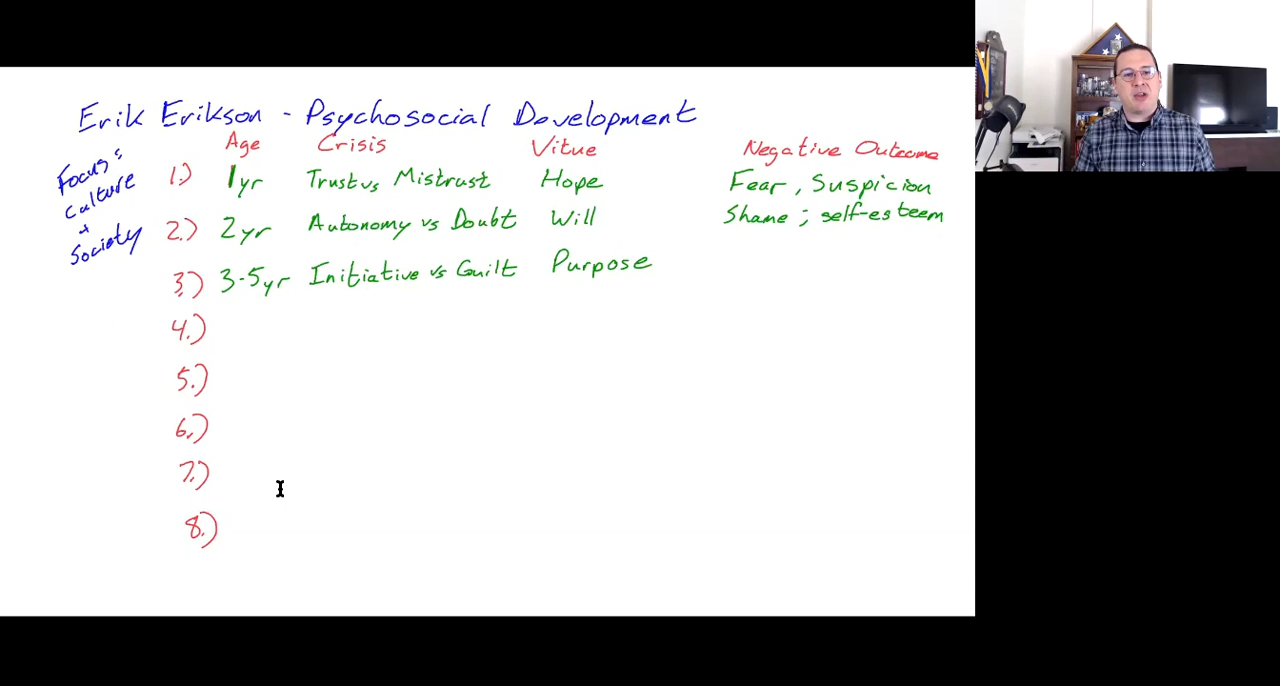 Erik Erikson - Psychosocial Development
Focus: Culture + Society
Age Crisis Vitue Negative Outcome
1.) 1yr Trust vs Mistrust Hope Fear, Suspicion
2.) 2yr Autonomy vs Doubt Will Shame; self-esteem
3.) 3-5yr Initiative vs Guilt Purpose
4.)
5.)
6.)
7.)
8.)